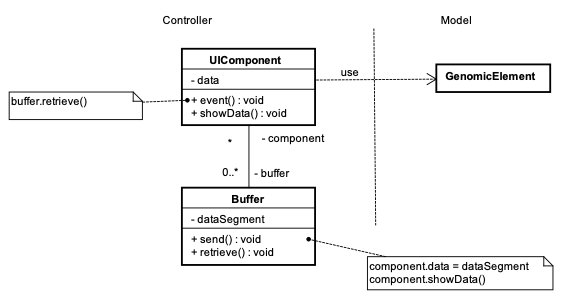 Controller
Model
UIComponent
- data
+ event() : void
+ showData() : void
use
GenomicElement
buffer.retrieve()
*
- component
0..*
- buffer
Buffer
- dataSegment
+ send() : void
+ retrieve() : void
component.data = dataSegment
component.showData()